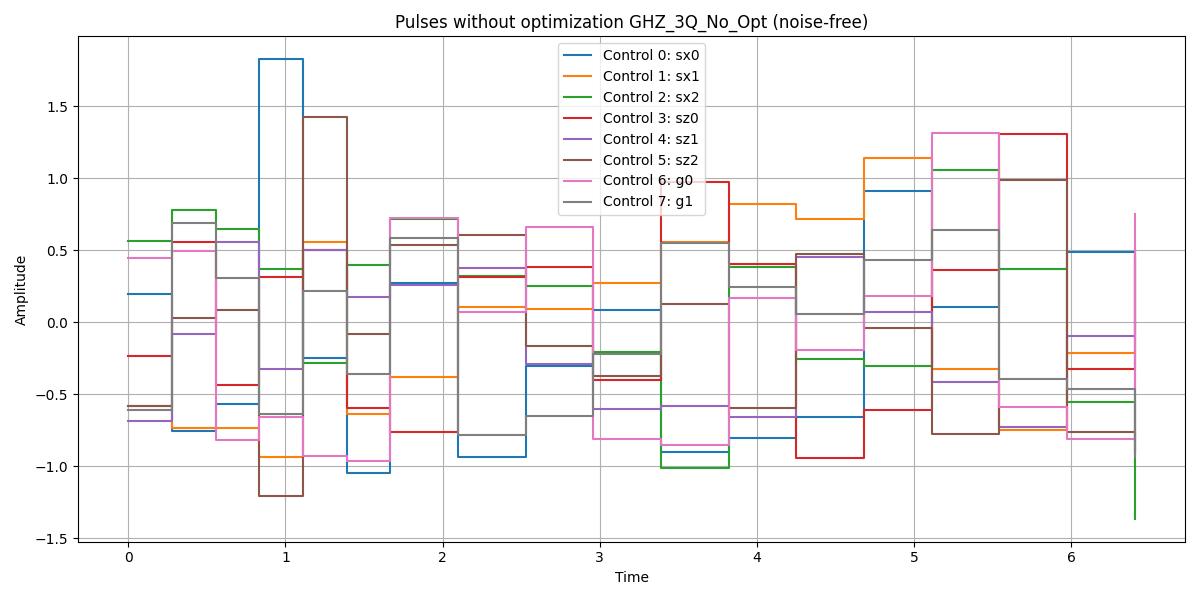 Pulses without optimization GHZ_3Q_No_Opt (noise-free)
Control 0: sx0
Control 1: sx1
Control 2: sx2
Control 3: sz0
Control 4: sz1
Control 5: sz2
Control 6: g0
Control 7: g1
Amplitude
1.5
1.0
0.5
0.0
−0.5
−1.0
−1.5
0 1 2 3 4 5 6
Time